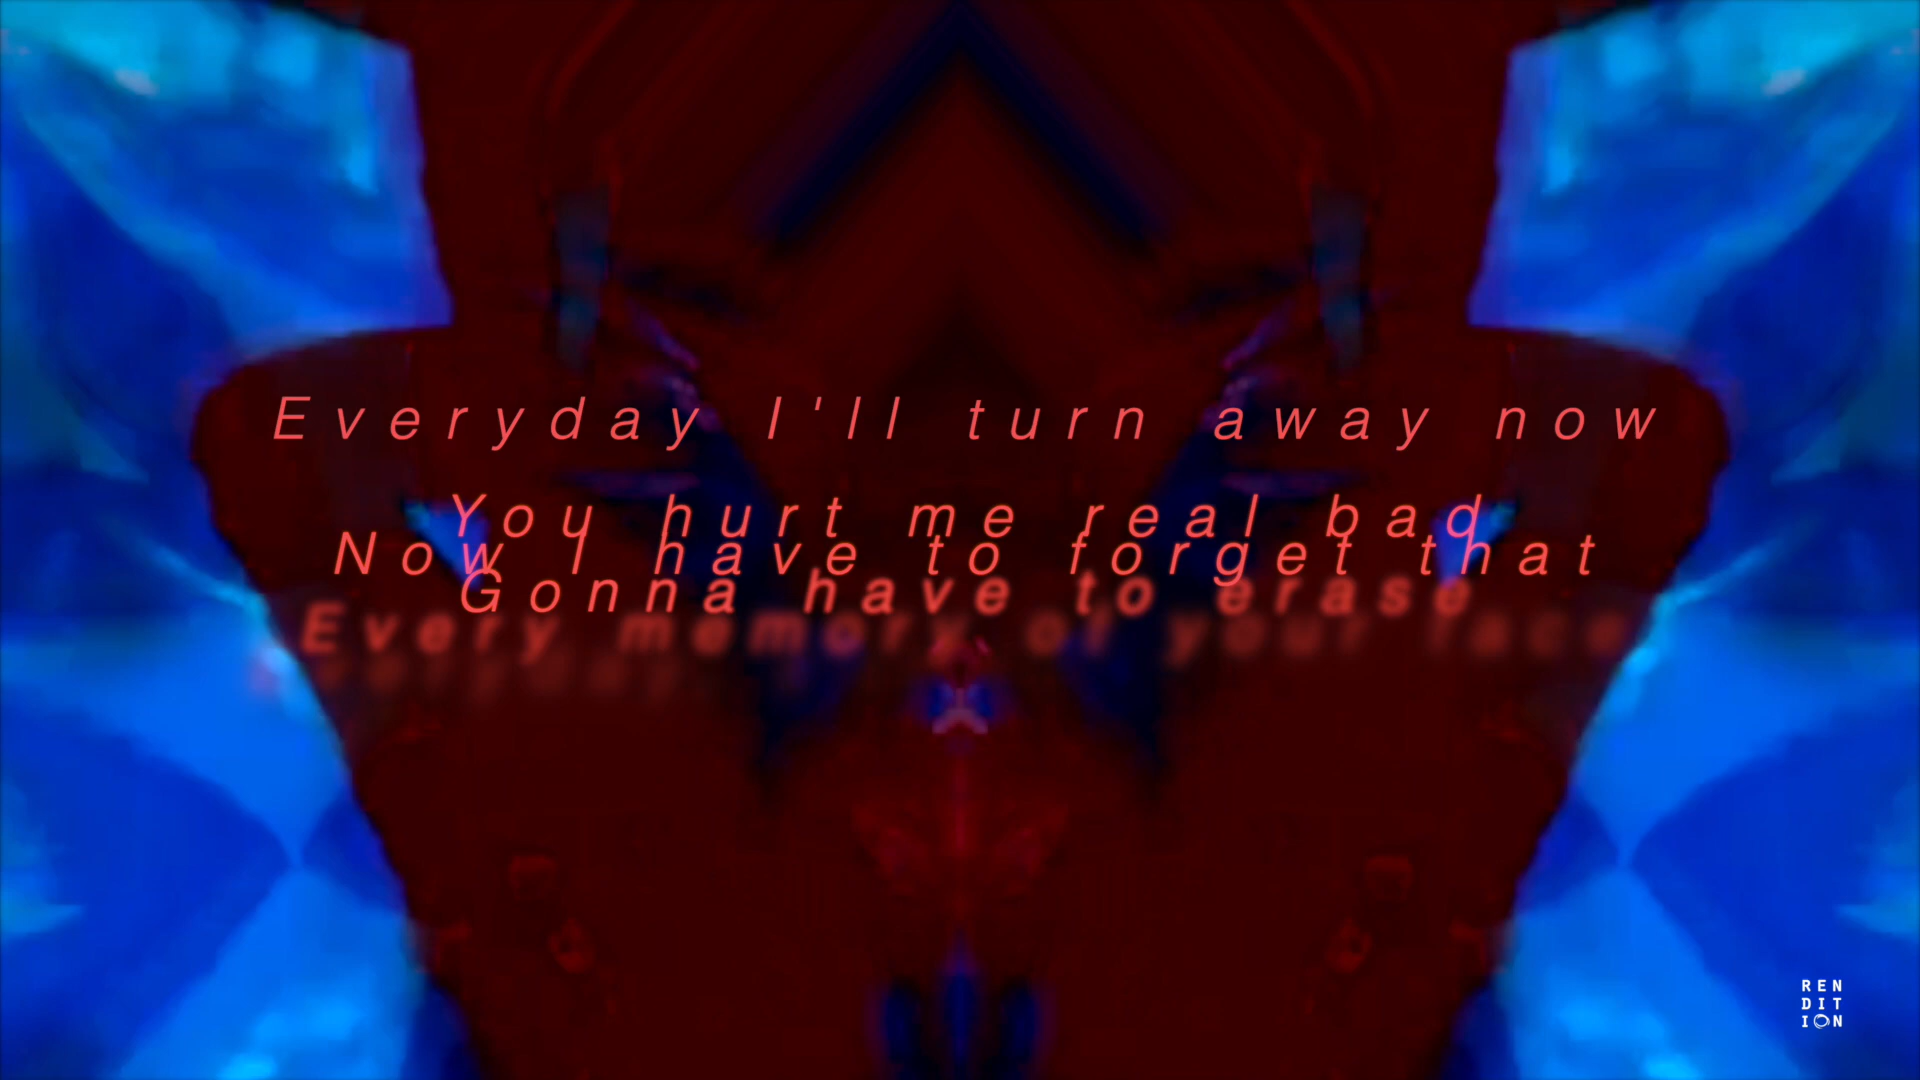 Everyday I'll turn away now
You hurt me real bad
Now I have to forget that
Gonna have to erase
Every memory of your face
REN
DIT
ION